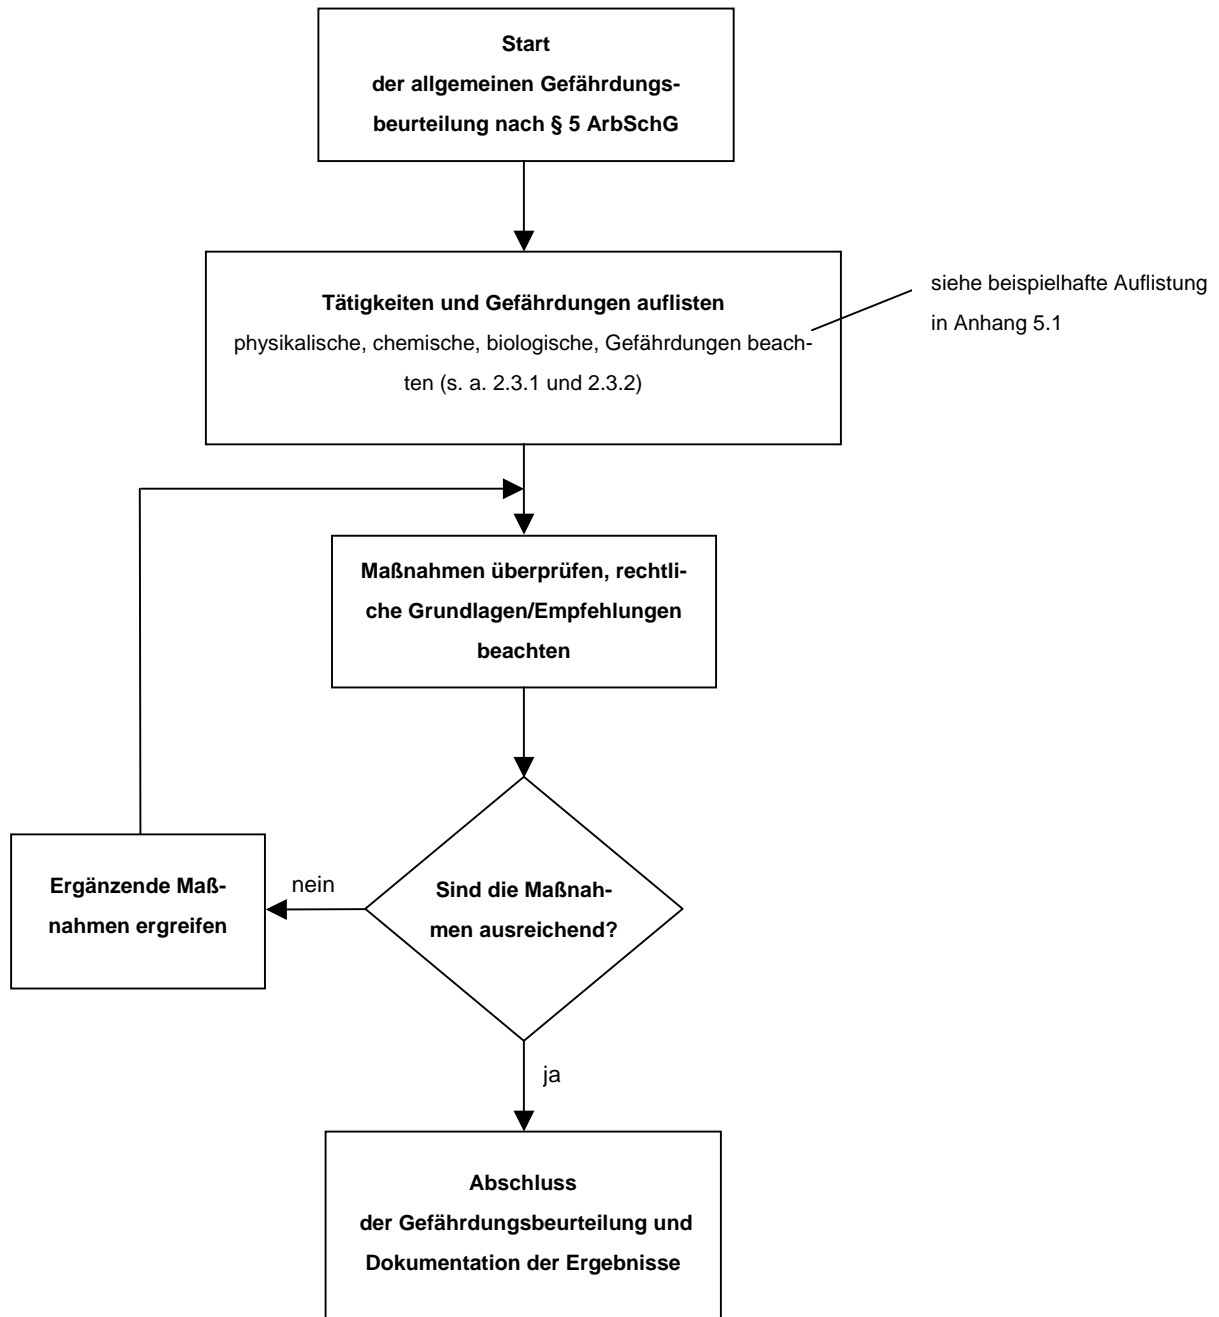 Start
der allgemeinen Gefährdungs-
beurteilung nach § 5 ArbSchG
Tätigkeiten und Gefährdungen auflisten
physikalische, chemische, biologische, Gefährdungen beach-
ten (s. a. 2.3.1 und 2.3.2)
siehe beispielhafte Auflistung
in Anhang 5.1
Maßnahmen überprüfen, rechtli-
che Grundlagen/Empfehlungen
beachten
Sind die Maßnah-
men ausreichend?
nein
Ergänzende Maß-
nahmen ergreifen
ja
Abschluss
der Gefährdungsbeurteilung und
Dokumentation der Ergebnisse